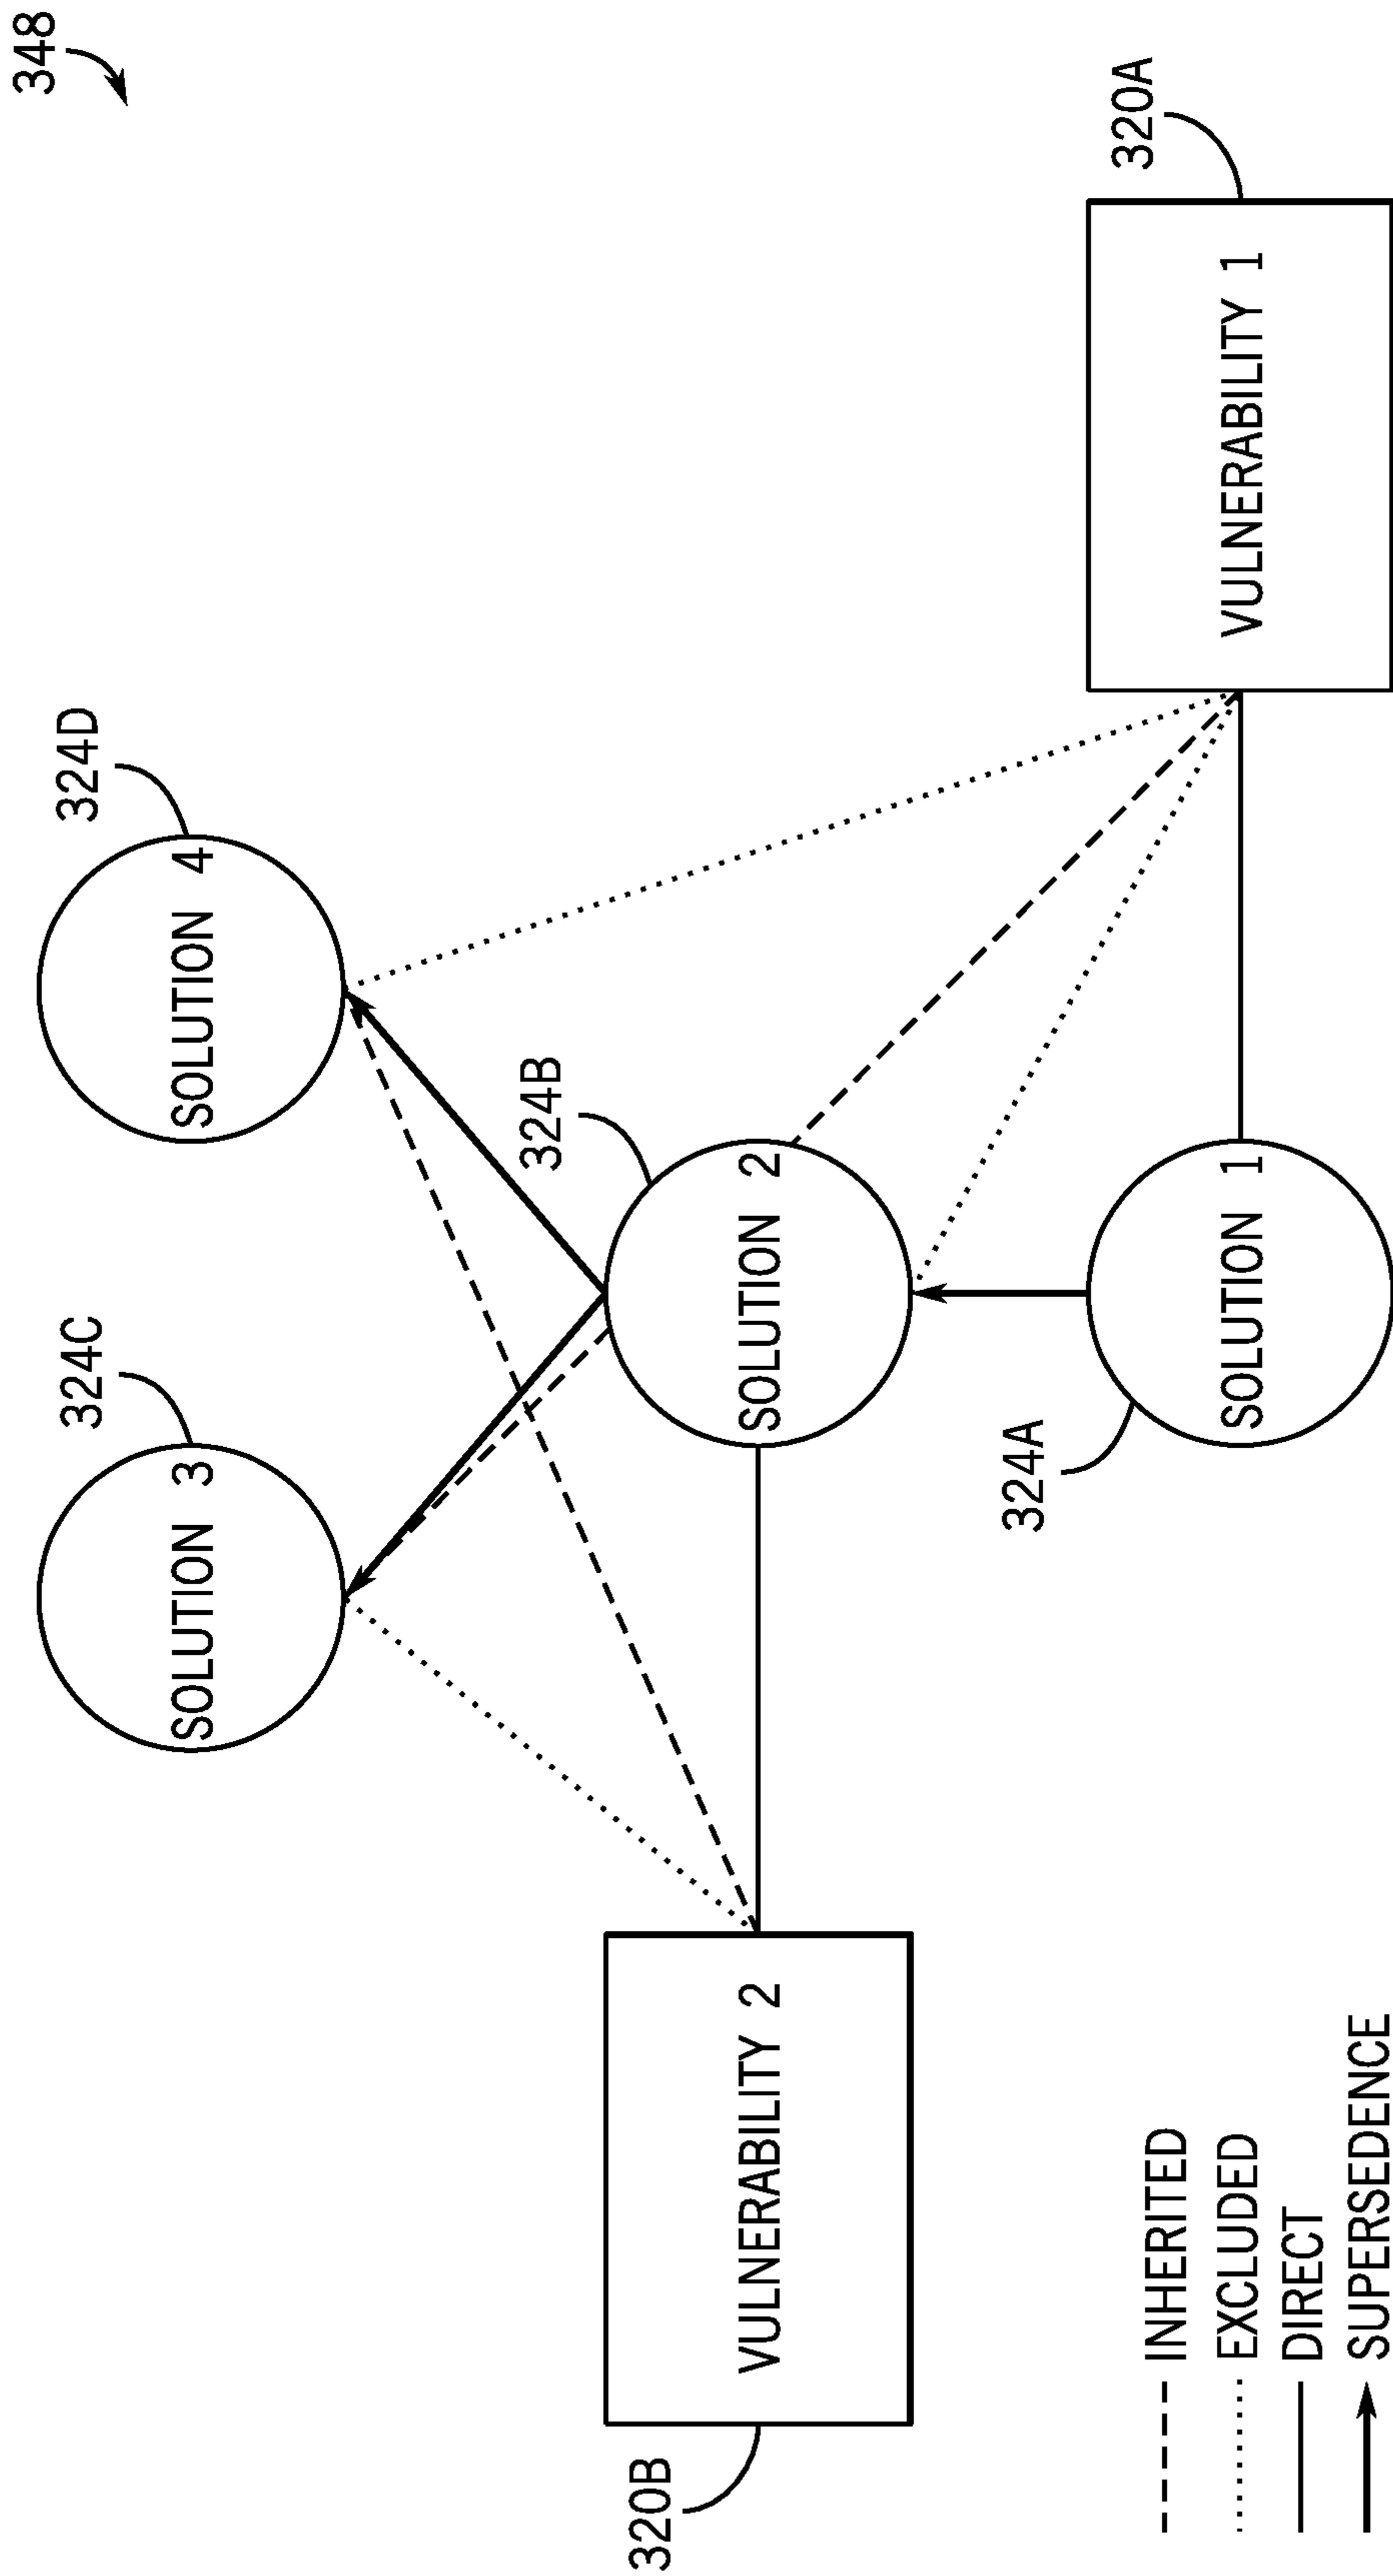 348
324C
324D
SOLUTION 3
SOLUTION 4
324B
320B
VULNERABILITY 2
SOLUTION 2
324A
320A
SOLUTION 1
VULNERABILITY 1
INHERITED
EXCLUDED
DIRECT
SUPERSEDENCE